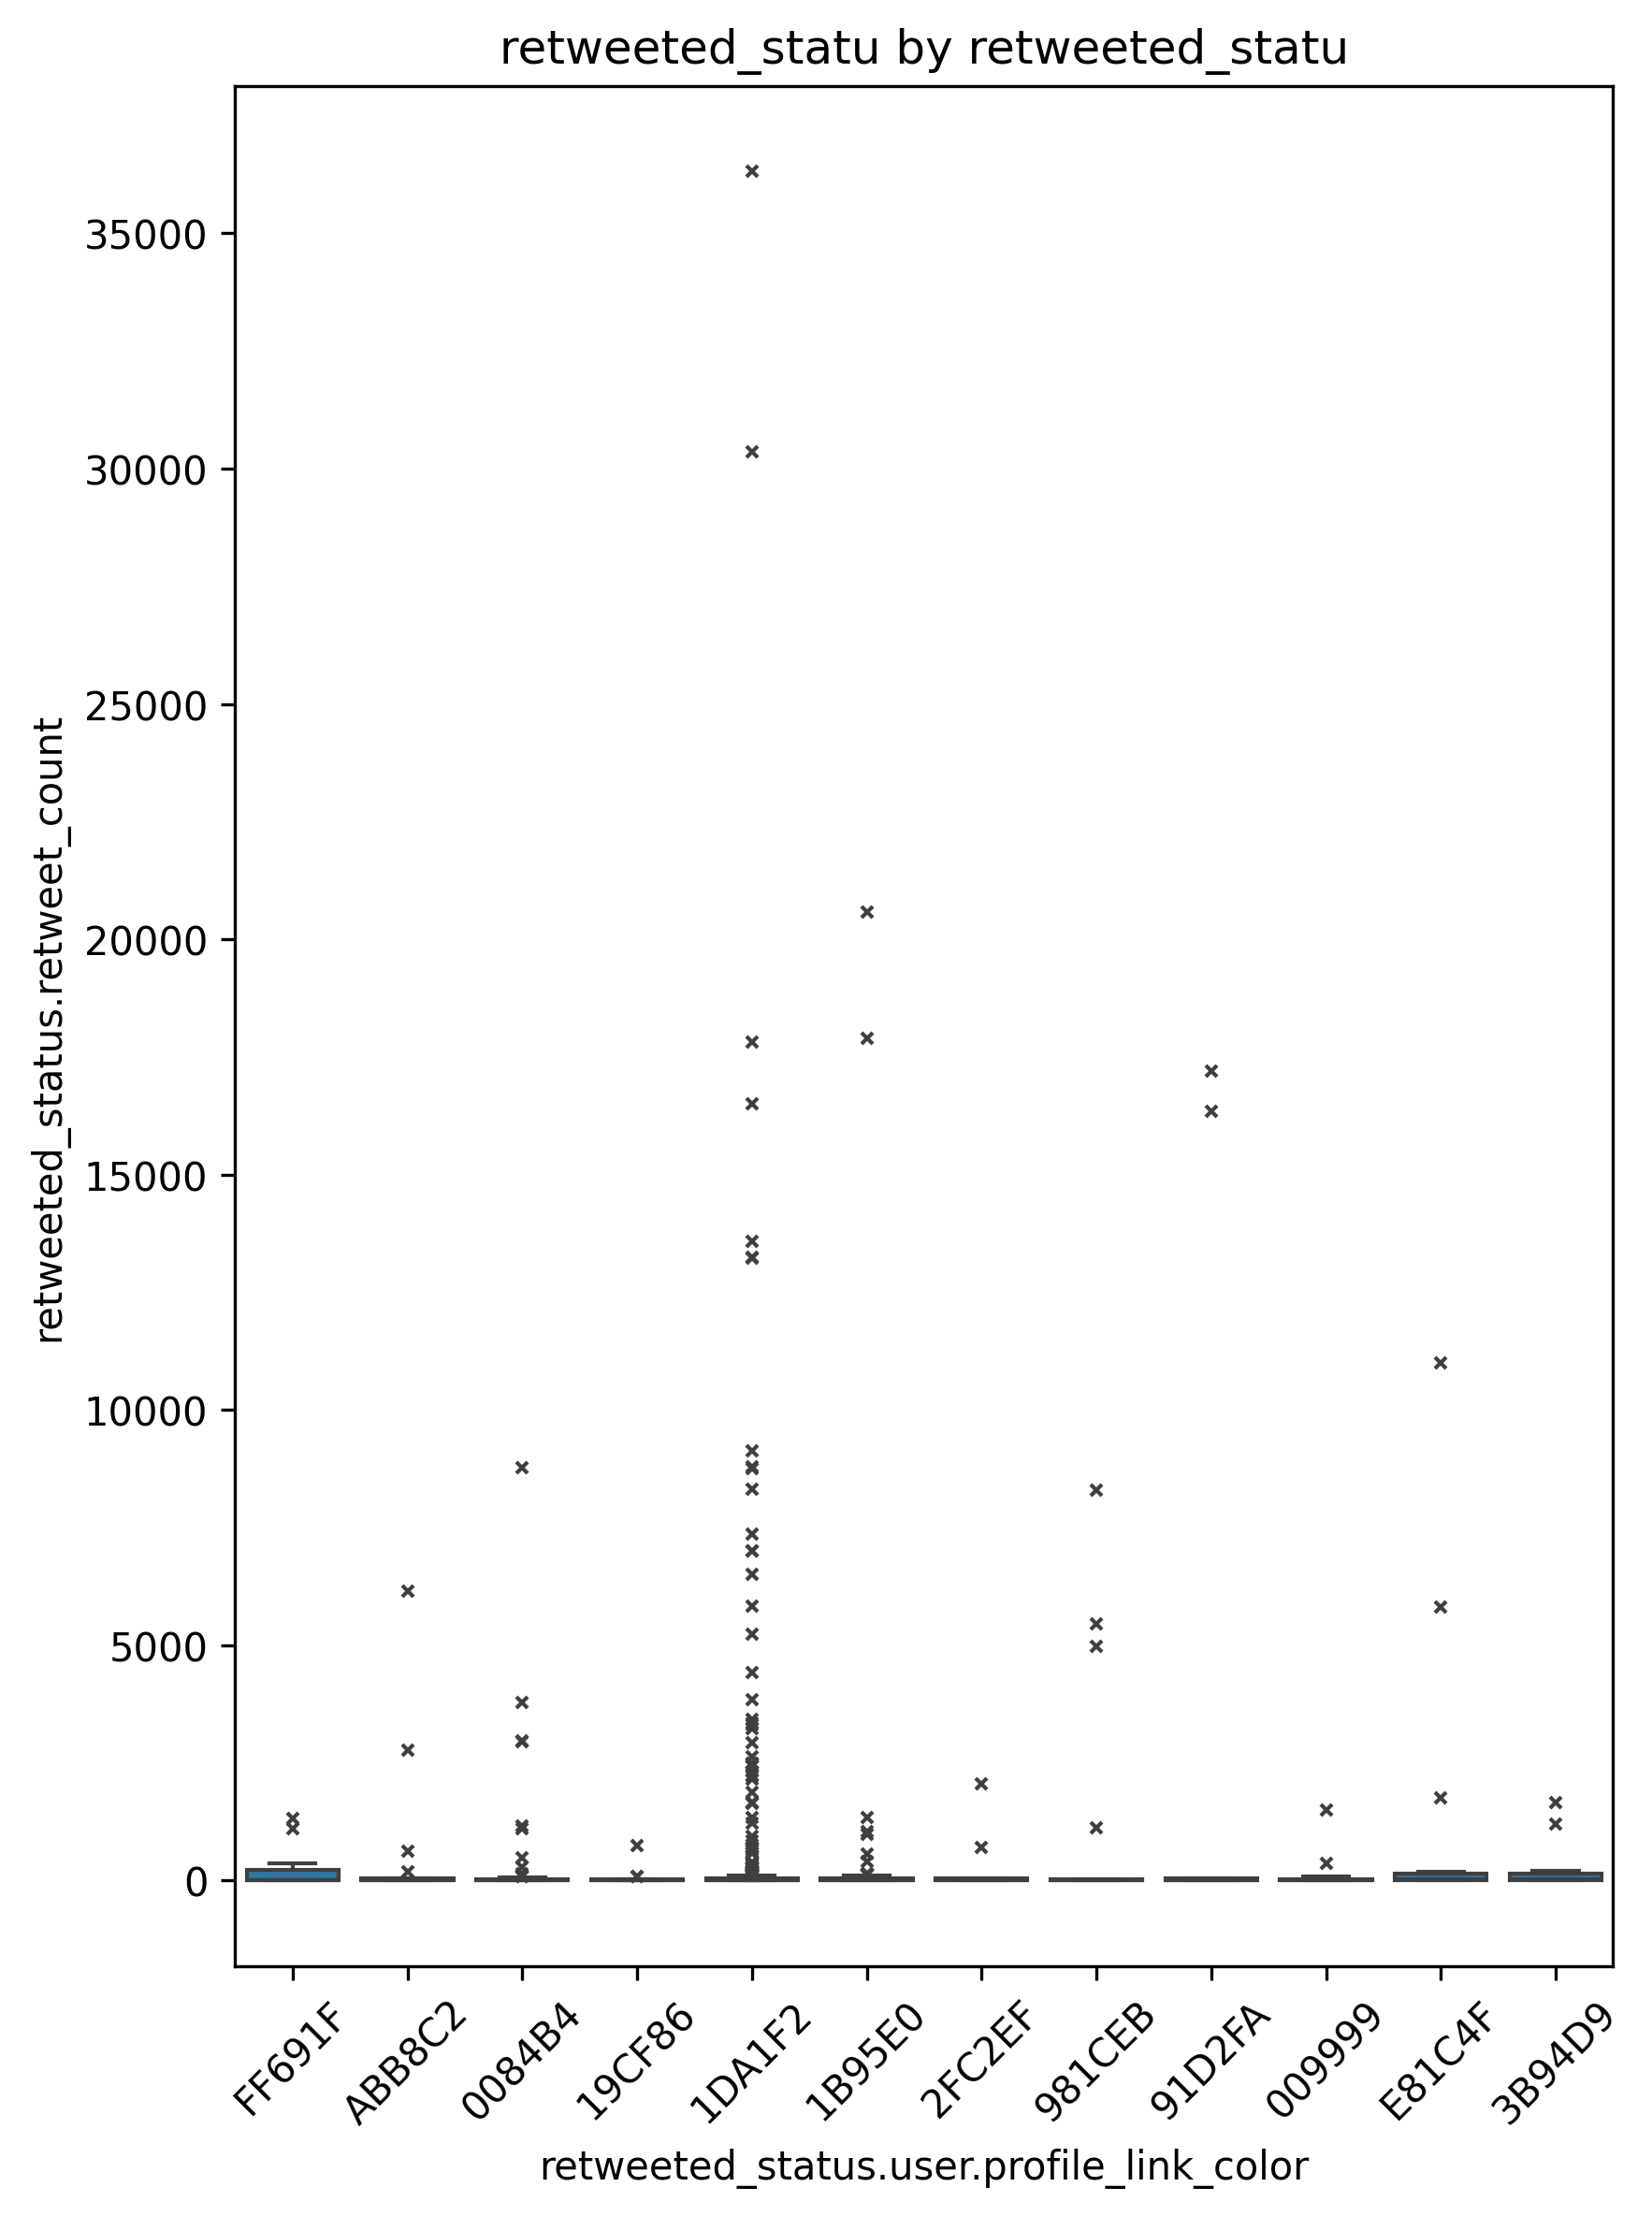 retweeted_statu by retweeted_statu
retweeted_status.retweet_count
35000
30000
25000
20000
15000
10000
5000
0
FF691F
ABB8C2
0084B4
19CF86
1DA1F2
1B95E0
2FC2EF
981CEB
91D2FA
009999
E81C4F
3B94D9
retweeted_status.user.profile_link_color